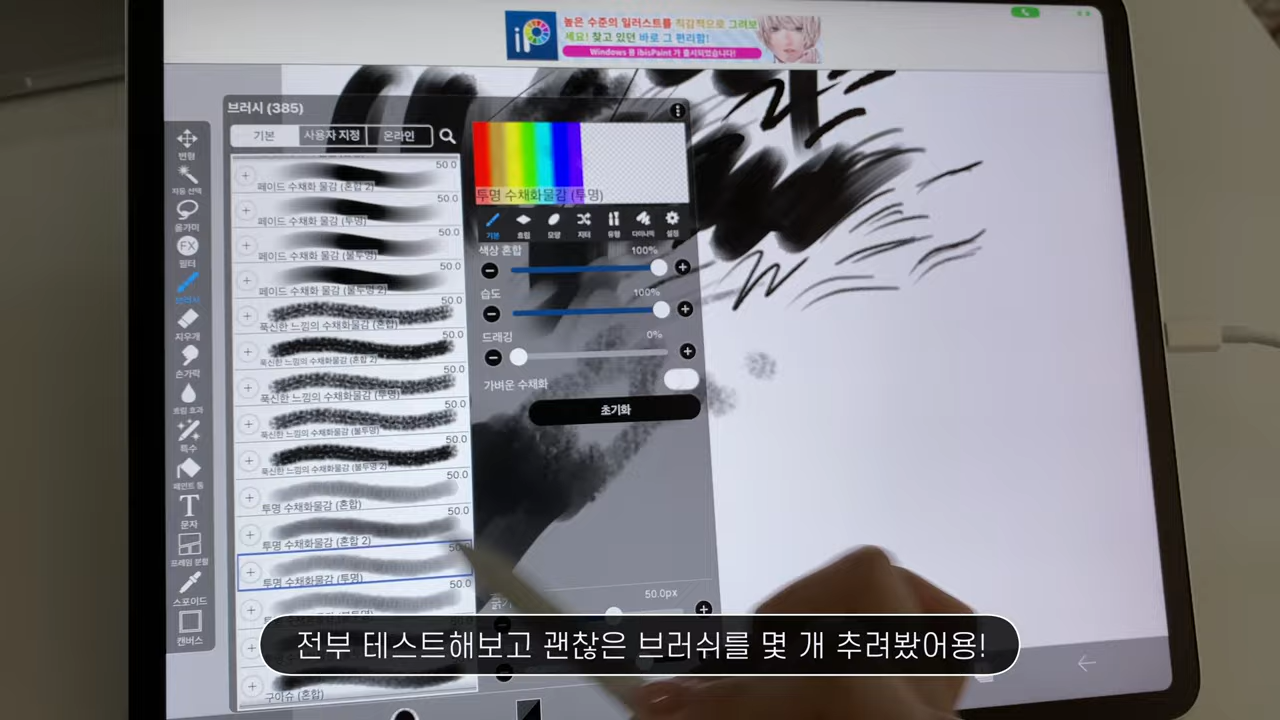 높은 수준의 일러스트를 직감적으로 그려보
세요! 찾고 있던 바로 그 편리함!
Windows 용 ibisPaint 가 출시되었습니다!
브러시 (385)
기본
사용자 지정
온라인
50.0
페이드 수채화 물감 (혼합 2)
50.0
페이드 수채화 물감 (투명)
50.0
페이드 수채화 물감 (불투명)
50.0
페이드 수채화 물감 (불투명 2)
50.0
푹신한 느낌의 수채화물감 (혼합)
50.0
푹신한 느낌의 수채화물감 (혼합 2)
50.0
푹신한 느낌의 수채화물감 (투명)
50.0
푹신한 느낌의 수채화물감 (불투명)
50.0
푹신한 느낌의 수채화물감 (불투명 2)
50.0
투명 수채화물감 (혼합)
50.0
투명 수채화물감 (혼합 2)
50.0
투명 수채화물감 (투명)
50.0
구아슈 (혼합)
변형
자동 선택
올가미
FX
필터
브러시
지우개
손가락
흐림 효과
특수
페인트 통
T
문자
프레임 분할
스포이드
캔버스
투명 수채화물감 (투명)
기본
흐림
모양
지터
유형
다이나믹
설정
색상 혼합
100%
습도
100%
드래깅
0%
가벼운 수채화
초기화
50.0px
전부 테스트해보고 괜찮은 브러쉬를 몇 개 추려봤어용!